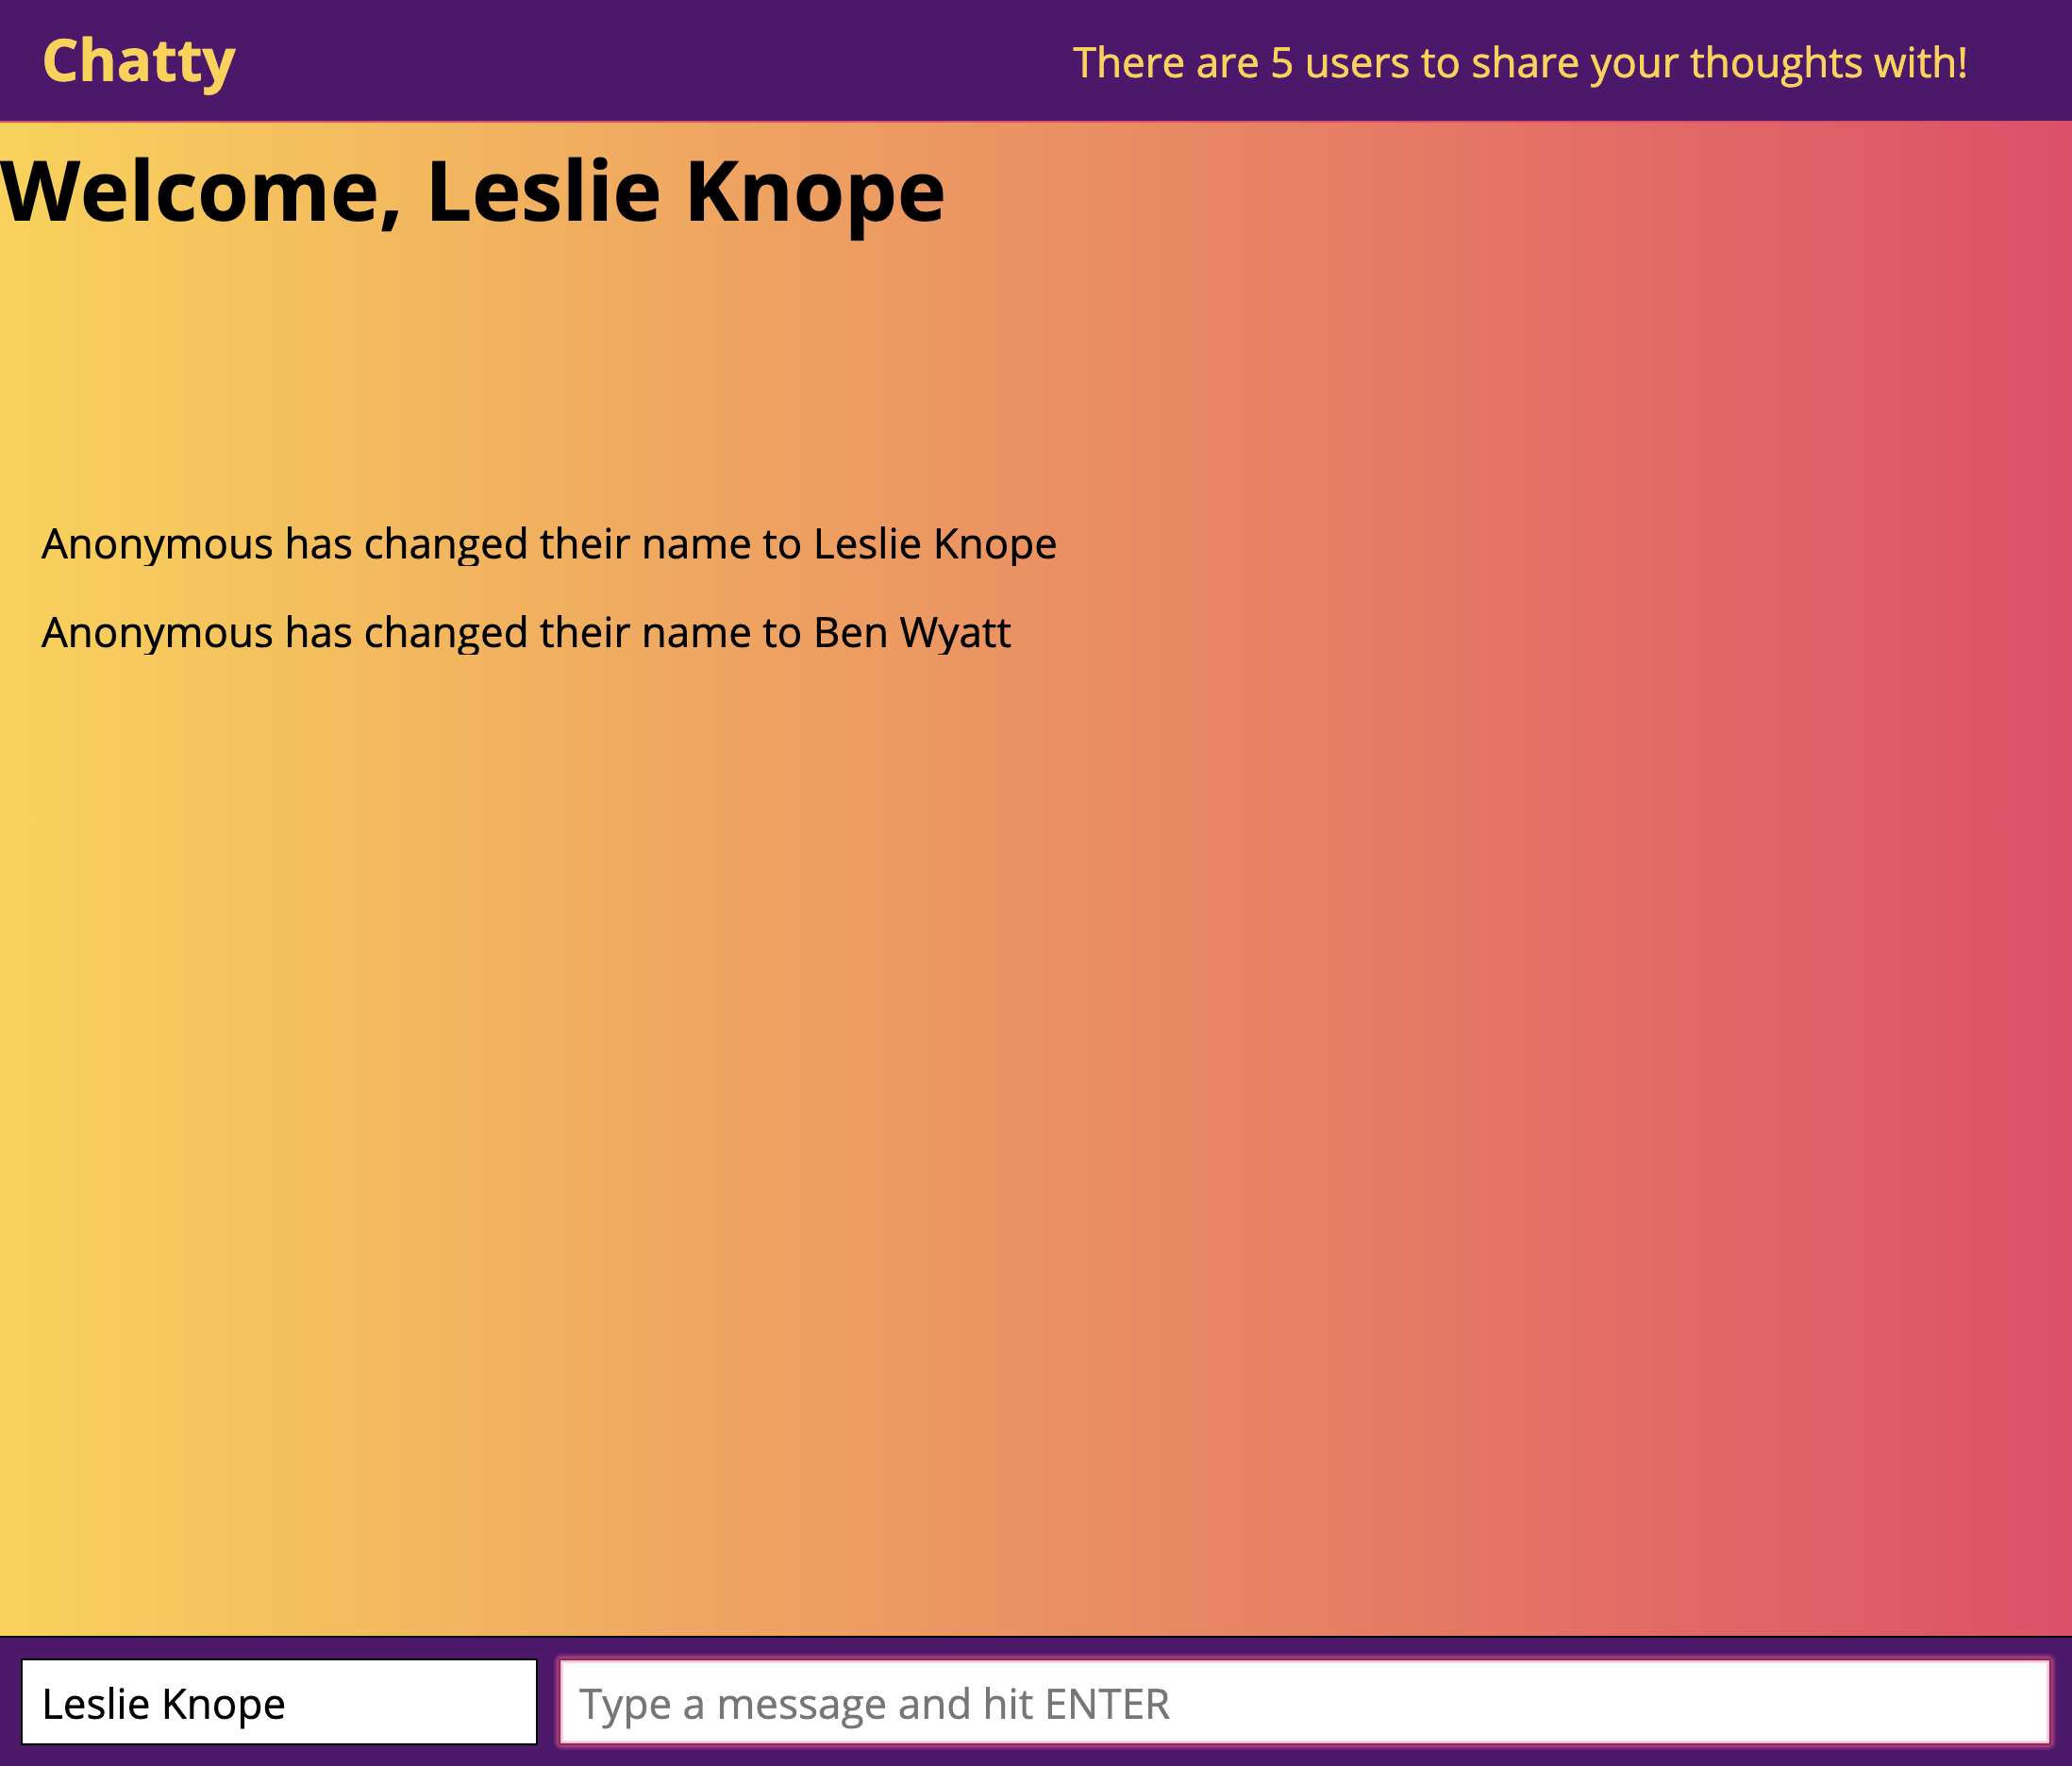 Chatty
There are 5 users to share your thoughts with!
Welcome, Leslie Knope
Anonymous has changed their name to Leslie Knope
Anonymous has changed their name to Ben Wyatt
Leslie Knope
Type a message and hit ENTER